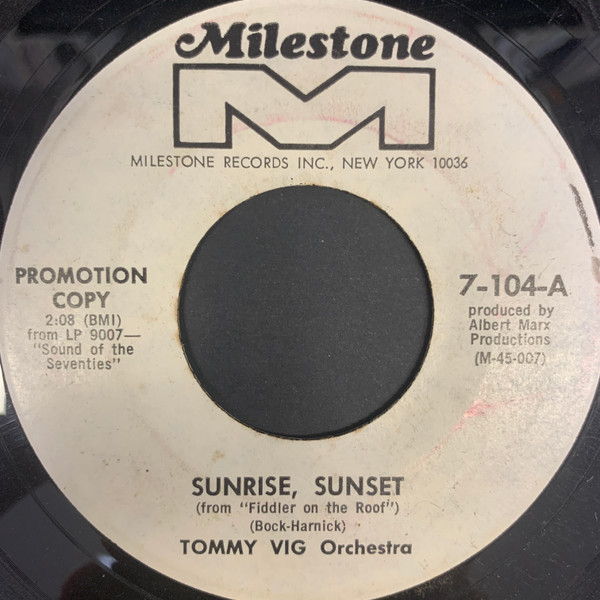 Milestone
M
MILESTONE RECORDS INC., NEW YORK 10036
PROMOTION
COPY
2:08 (BMI)
from LP 9007—
"Sound of the
Seventies"
7-104-A
produced by
Albert Marx
Productions
(M-45-007)
SUNRISE, SUNSET
(from "Fiddler on the Roof")
(Bock-Harnick)
TOMMY VIG Orchestra